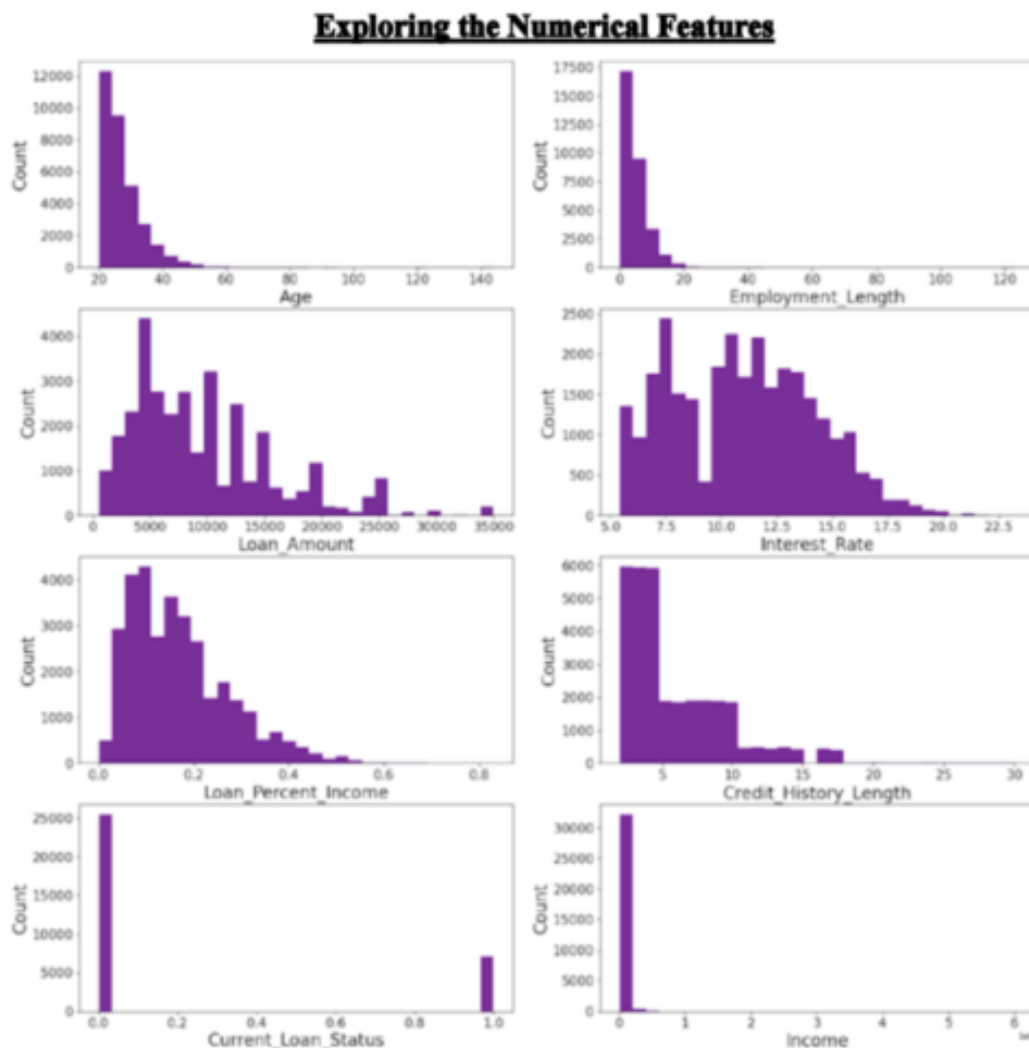 Exploring the Numerical Features
12000
10000
8000
6000
4000
2000
0
Count
20 40 60 80 100 120 140
Age
17500
15000
12500
10000
7500
5000
2500
0
Count
0 20 40 60 80 100 120
Employment_Length
4000
3000
2000
1000
0
Count
0 5000 10000 15000 20000 25000 30000 35000
Loan_Amount
2500
2000
1500
1000
500
0
Count
5.0 7.5 10.0 12.5 15.0 17.5 20.0 22.5
Interest_Rate
4000
3000
2000
1000
0
Count
0.0 0.2 0.4 0.6 0.8
Loan_Percent_Income
6000
5000
4000
3000
2000
1000
0
Count
5 10 15 20 25 30
Credit_History_Length
25000
20000
15000
10000
5000
0
Count
0.0 0.2 0.4 0.6 0.8 1.0
Current_Loan_Status
30000
25000
20000
15000
10000
5000
0
Count
0 1 2 3 4 5 6
Income